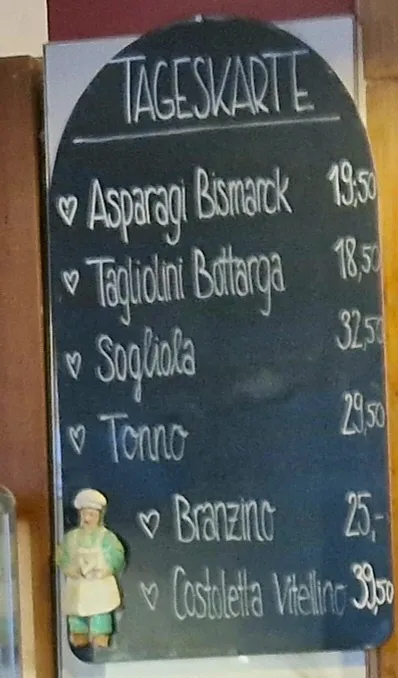 TAGESKARTE
♡ Asparagi Bismarck 19,50
♡ Tagliolini Bottarga 18,50
♡ Sogliola 32,50
♡ Tonno 29,50
♡ Branzino 25,-
♡ Costoletta Vitellino 39,50